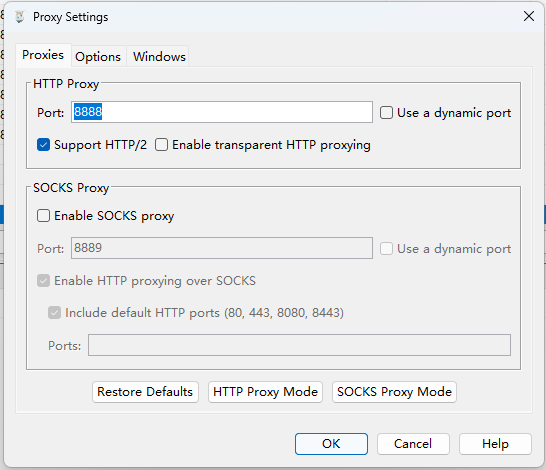 Proxy Settings
Proxies Options Windows
HTTP Proxy
Port: 8888 Use a dynamic port
Support HTTP/2 Enable transparent HTTP proxying
SOCKS Proxy
Enable SOCKS proxy
Port: 8889 Use a dynamic port
Enable HTTP proxying over SOCKS
Include default HTTP ports (80, 443, 8080, 8443)
Ports:
Restore Defaults HTTP Proxy Mode SOCKS Proxy Mode
OK Cancel Help